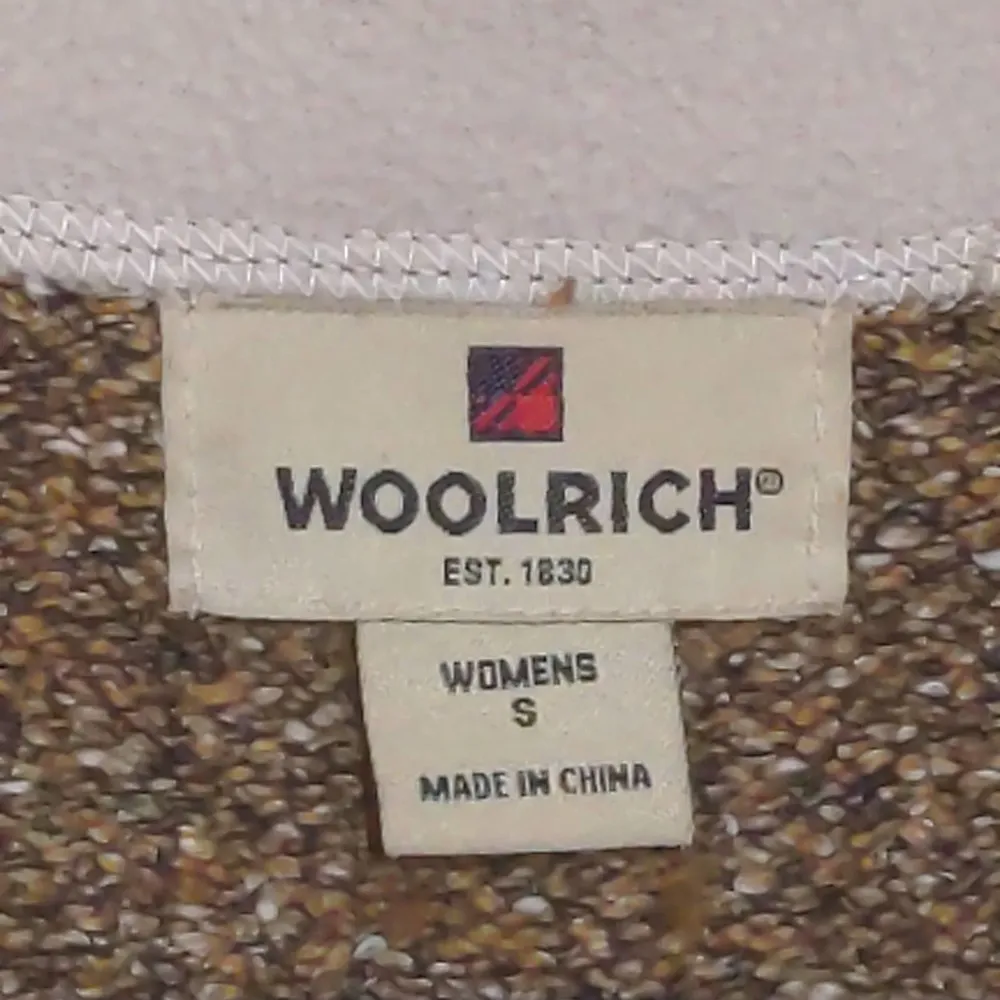 WOOLRICH®
EST. 1830
WOMENS
S
MADE IN CHINA